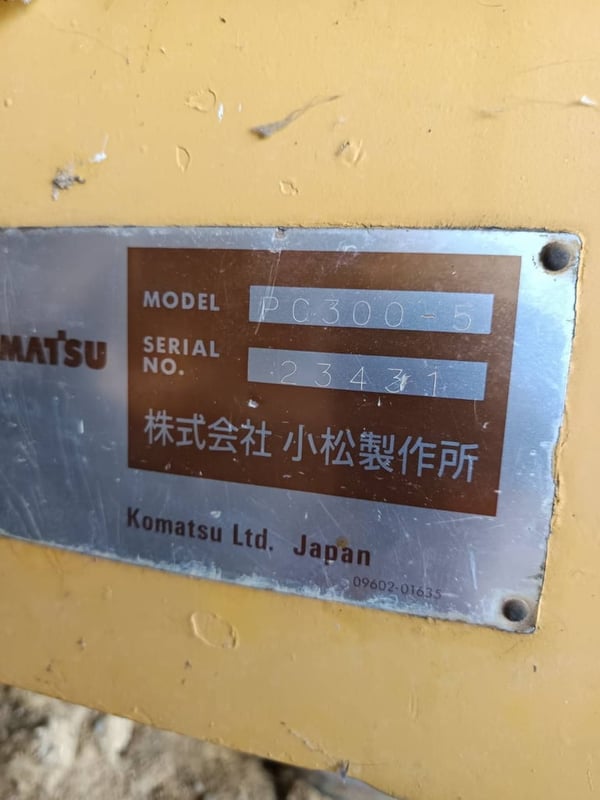 MATSU
MODEL PC300-5
SERIAL NO. 23431
株式会社 小松製作所
Komatsu Ltd. Japan
09602-01635